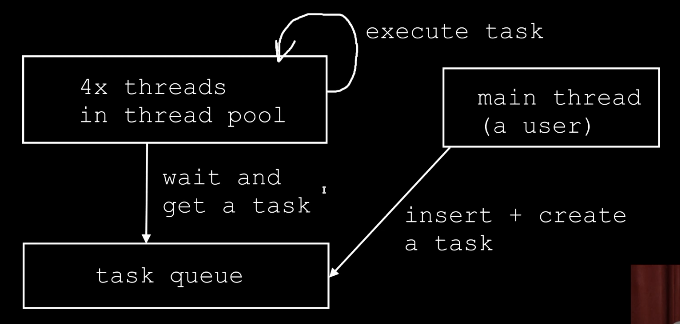 execute task
4x threads
in thread pool
main thread
(a user)
wait and
get a task
insert + create
a task
task queue